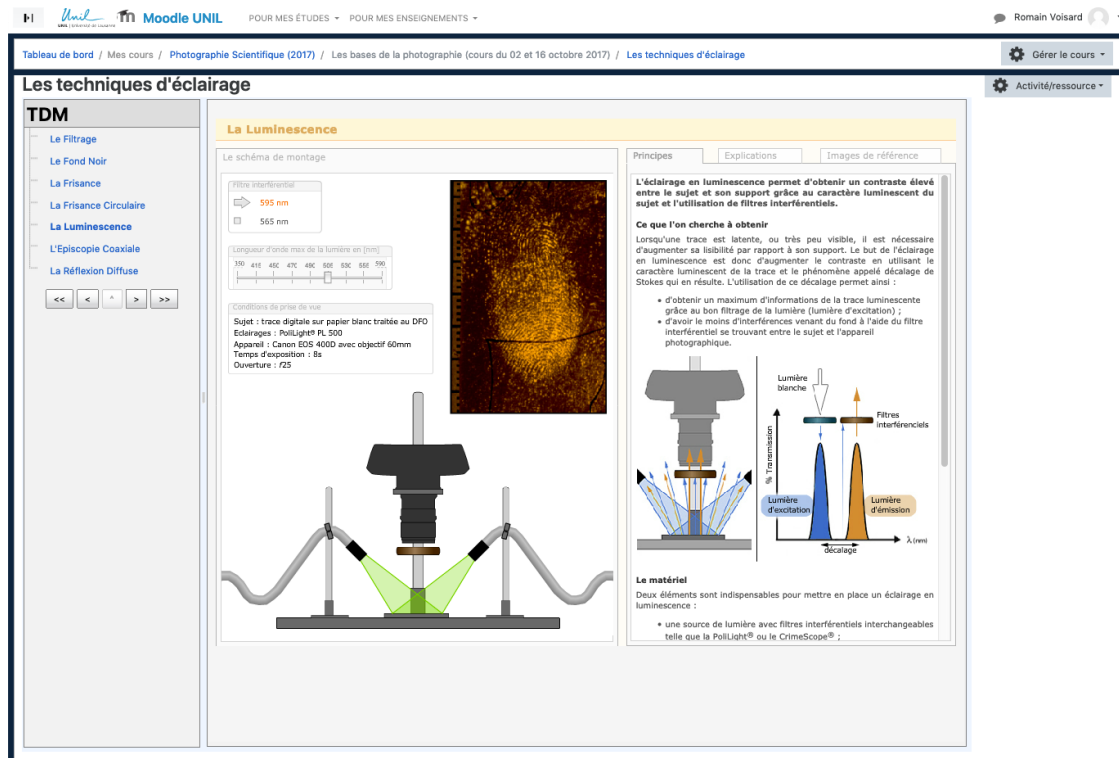 Unil
UNIL | Université de Lausanne
Moodle UNIL
POUR MES ÉTUDES
POUR MES ENSEIGNEMENTS
Romain Voisard
Tableau de bord / Mes cours / Photographie Scientifique (2017) / Les bases de la photographie (cours du 02 et 16 octobre 2017) / Les techniques d'éclairage
Gérer le cours
Les techniques d'éclairage
Activité/ressource
TDM
Le Filtrage
Le Fond Noir
La Frisance
La Frisance Circulaire
La Luminescence
L'Episcopie Coaxiale
La Réflexion Diffuse
<< < ^ > >>
La Luminescence
Le schéma de montage
Filtre interférentiel
595 nm
565 nm
Longueur d'onde max de la lumière en [nm]
350 415 450 470 490 505 530 555 590
Conditions de prise de vue
Sujet : trace digitale sur papier blanc traitée au DFO
Eclairages : PoliLight® PL 500
Appareil : Canon EOS 400D avec objectif 60mm
Temps d'exposition : 8s
Ouverture : f25
Principes
Explications
Images de référence
L'éclairage en luminescence permet d'obtenir un contraste élevé
entre le sujet et son support grâce au caractère luminescent du
sujet et l'utilisation de filtres interférentiels.
Ce que l'on cherche à obtenir
Lorsqu'une trace est latente, ou très peu visible, il est nécessaire
d'augmenter sa lisibilité par rapport à son support. Le but de l'éclairage
en luminescence est donc d'augmenter le contraste en utilisant le
caractère luminescent de la trace et le phénomène appelé décalage de
Stokes qui en résulte. L'utilisation de ce décalage permet ainsi :
• d'obtenir un maximum d'informations de la trace luminescente
grâce au bon filtrage de la lumière (lumière d'excitation) ;
• d'avoir le moins d'interférences venant du fond à l'aide du filtre
interférentiel se trouvant entre le sujet et l'appareil
photographique.
Lumière
blanche
Filtres
interférenciels
% Transmission
Lumière
d'excitation
Lumière
d'émission
λ (nm)
décalage
Le matériel
Deux éléments sont indispensables pour mettre en place un éclairage en
luminescence :
• une source de lumière avec filtres interférentiels interchangeables
telle que la PoliLight® ou le CrimeScope® ;